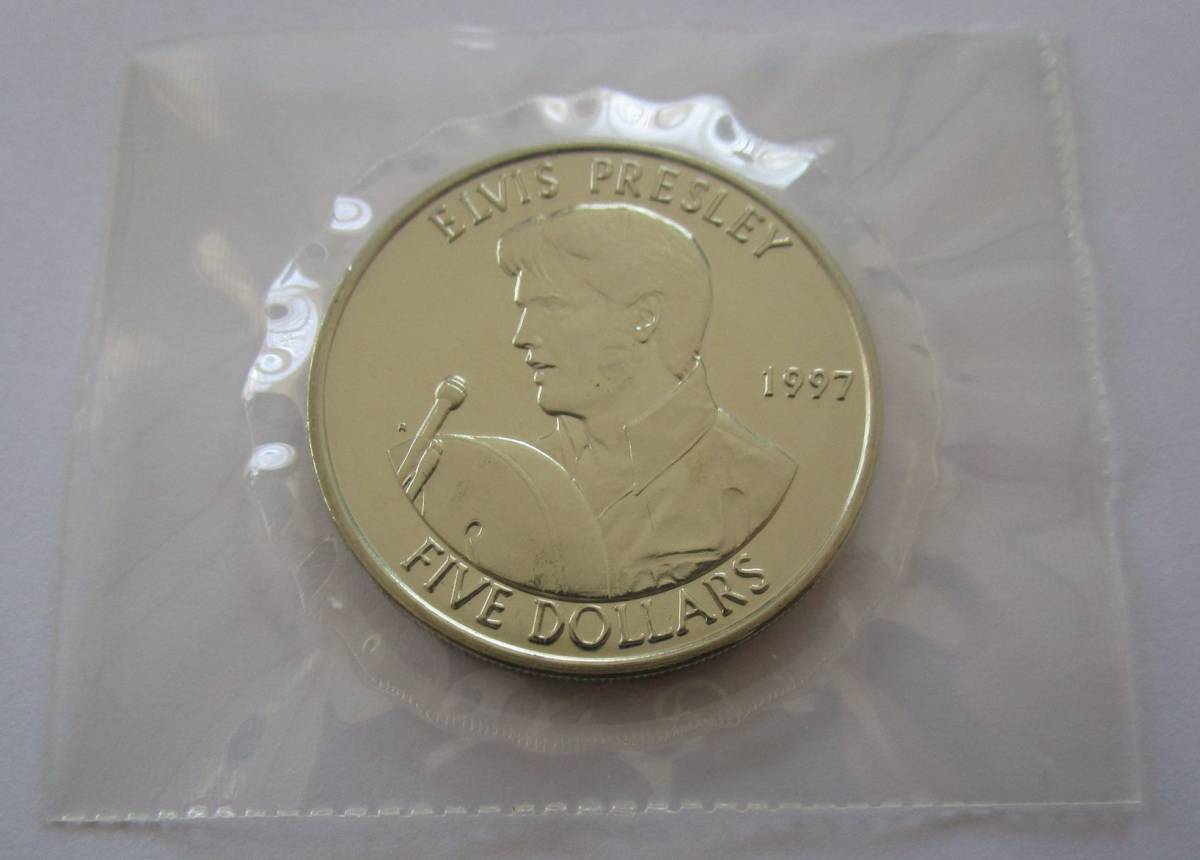 ELVIS PRESLEY
1997
FIVE DOLLARS